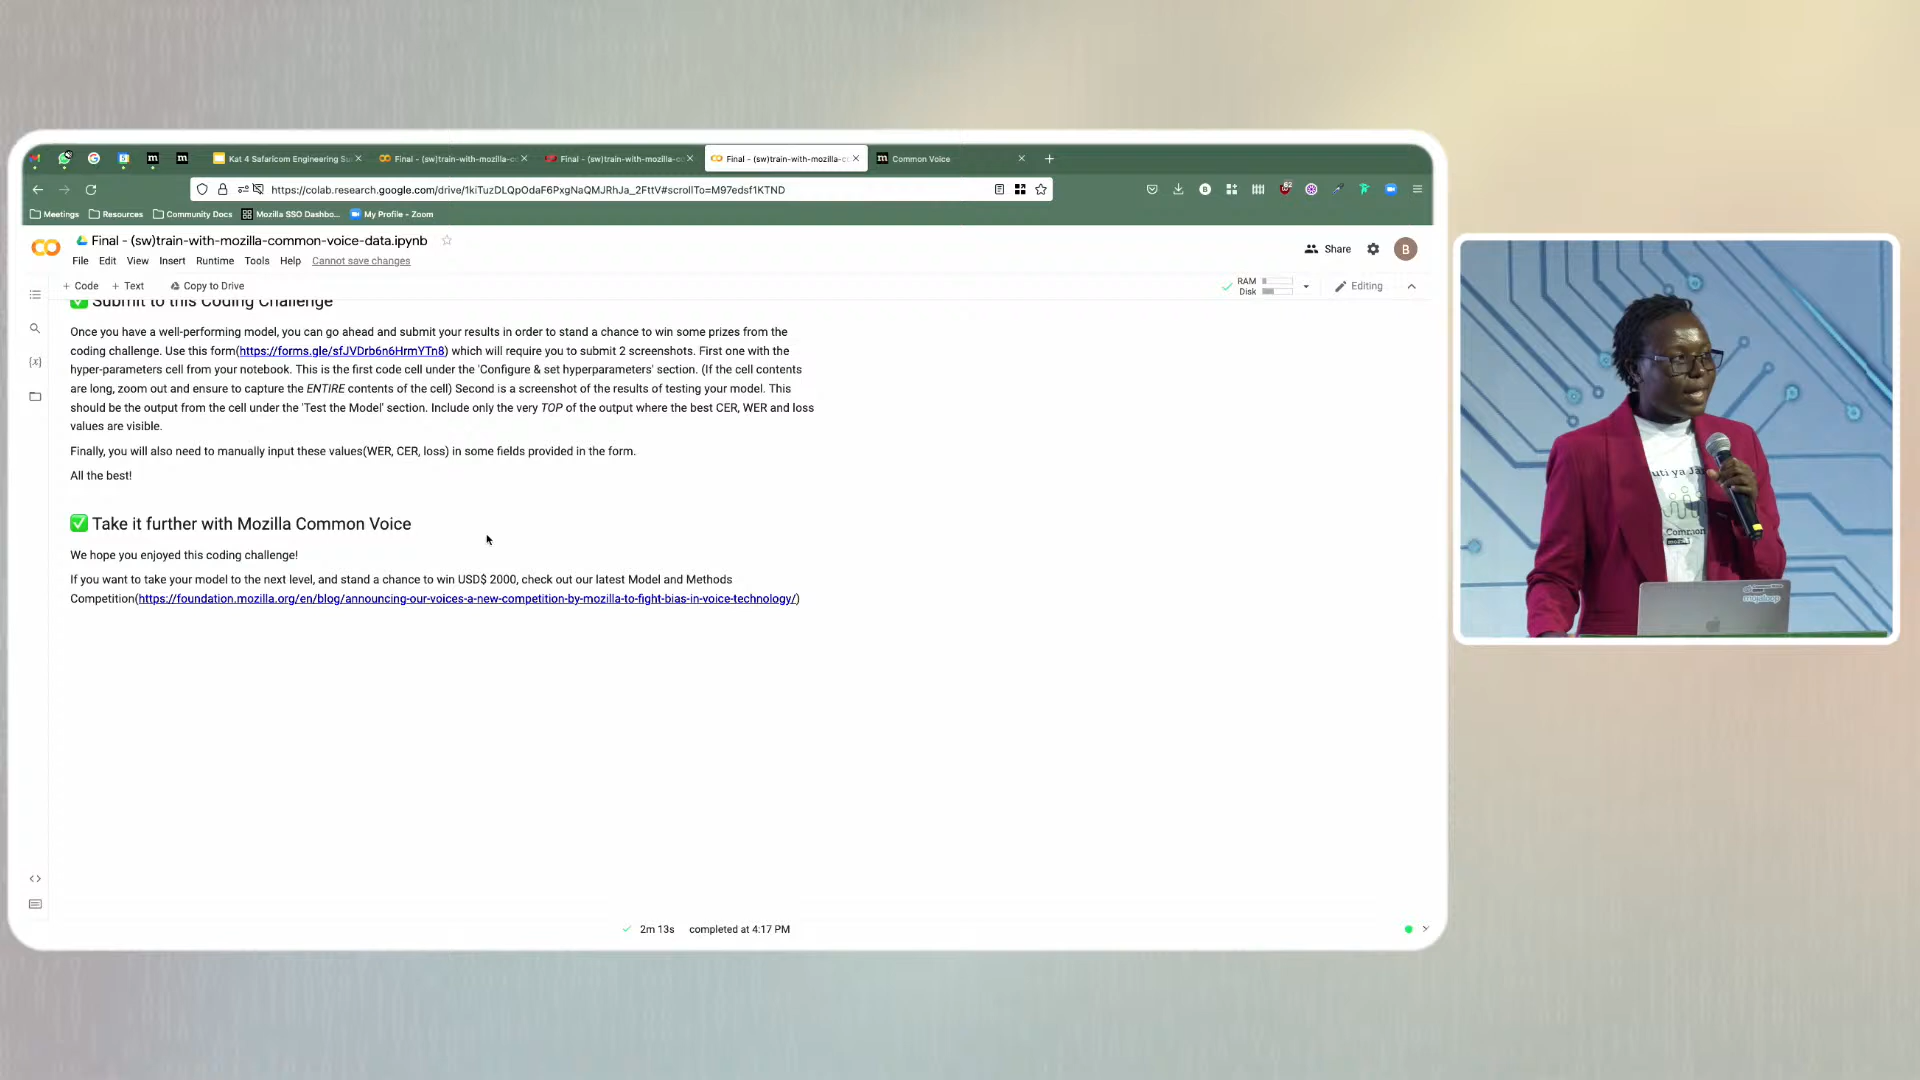 Kat 4 Safaricom Engineering Su
Final - (sw)train-with-mozilla-co
Final - (sw)train-with-mozilla-co
Final - (sw)train-with-mozilla-co
Common Voice
https://colab.research.google.com/drive/1kiTuzDLQpOdaF6PxgNaQMJRhJa_2FttV#scrollTo=M97edsf1KTND
Meetings
Resources
Community Docs
Mozilla SSO Dashbo...
My Profile - Zoom
Final - (sw)train-with-mozilla-common-voice-data.ipynb
Share
B
File Edit View Insert Runtime Tools Help Cannot save changes
+ Code + Text Copy to Drive
RAM
Disk
Editing
Submit to this Coding Challenge
Once you have a well-performing model, you can go ahead and submit your results in order to stand a chance to win some prizes from the
coding challenge. Use this form(https://forms.gle/sfJVDrb6n6HrmYTn8) which will require you to submit 2 screenshots. First one with the
hyper-parameters cell from your notebook. This is the first code cell under the 'Configure & set hyperparameters' section. (If the cell contents
are long, zoom out and ensure to capture the ENTIRE contents of the cell) Second is a screenshot of the results of testing your model. This
should be the output from the cell under the 'Test the Model' section. Include only the very TOP of the output where the best CER, WER and loss
values are visible.
Finally, you will also need to manually input these values(WER, CER, loss) in some fields provided in the form.
All the best!
✅ Take it further with Mozilla Common Voice
We hope you enjoyed this coding challenge!
If you want to take your model to the next level, and stand a chance to win USD$ 2000, check out our latest Model and Methods
Competition(https://foundation.mozilla.org/en/blog/announcing-our-voices-a-new-competition-by-mozilla-to-fight-bias-in-voice-technology/)
2m 13s completed at 4:17 PM
uti ya Ja
Common